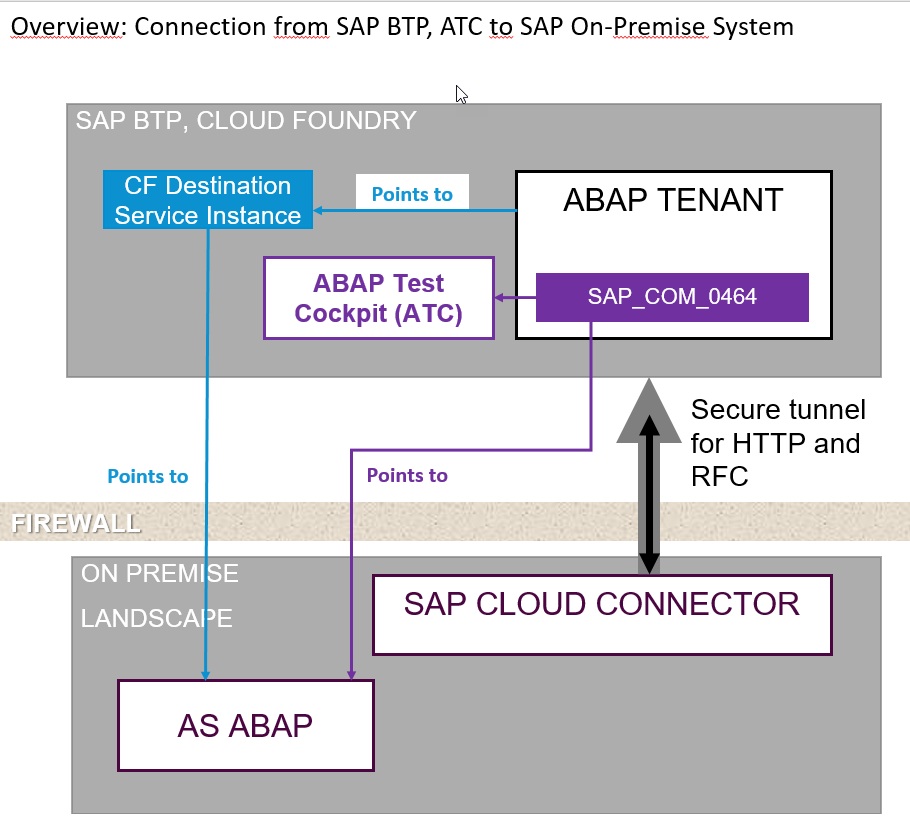 Overview: Connection from SAP BTP, ATC to SAP On-Premise System
SAP BTP, CLOUD FOUNDRY
CF Destination
Service Instance
Points to
ABAP TENANT
ABAP Test
Cockpit (ATC)
SAP_COM_0464
Secure tunnel
for HTTP and
RFC
Points to
Points to
FIREWALL
ON PREMISE
LANDSCAPE
SAP CLOUD CONNECTOR
AS ABAP